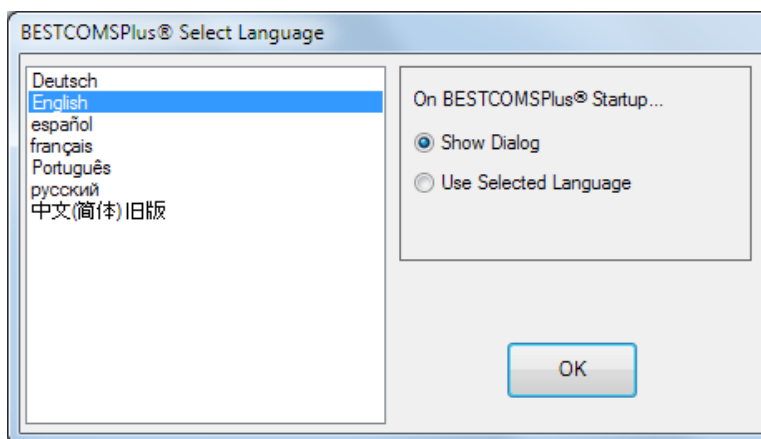 BESTCOMSPlus® Select Language
Deutsch
English
español
français
Português
русский
中文(简体)旧版
On BESTCOMSPlus® Startup...
Show Dialog
Use Selected Language
OK